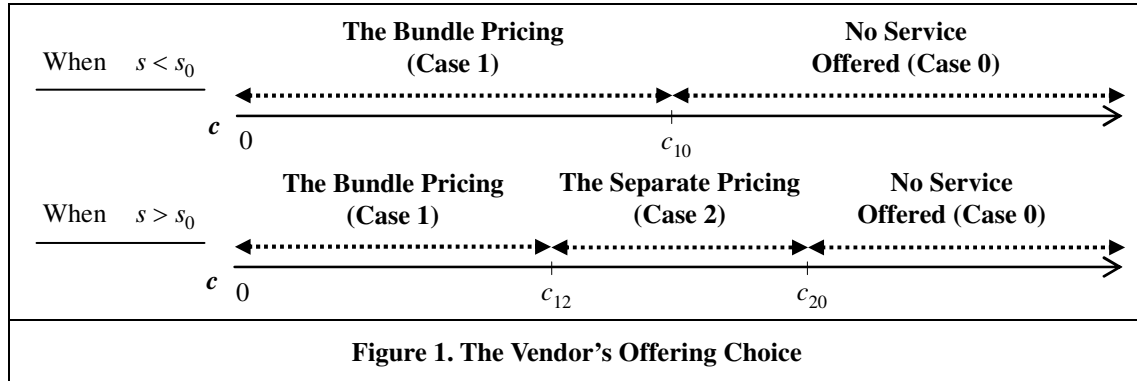 The Bundle Pricing
(Case 1)
No Service
Offered (Case 0)
When s < s0
c
0
c10
The Bundle Pricing
(Case 1)
The Separate Pricing
(Case 2)
No Service
Offered (Case 0)
When s > s0
c
0
c12
c20
Figure 1. The Vendor's Offering Choice